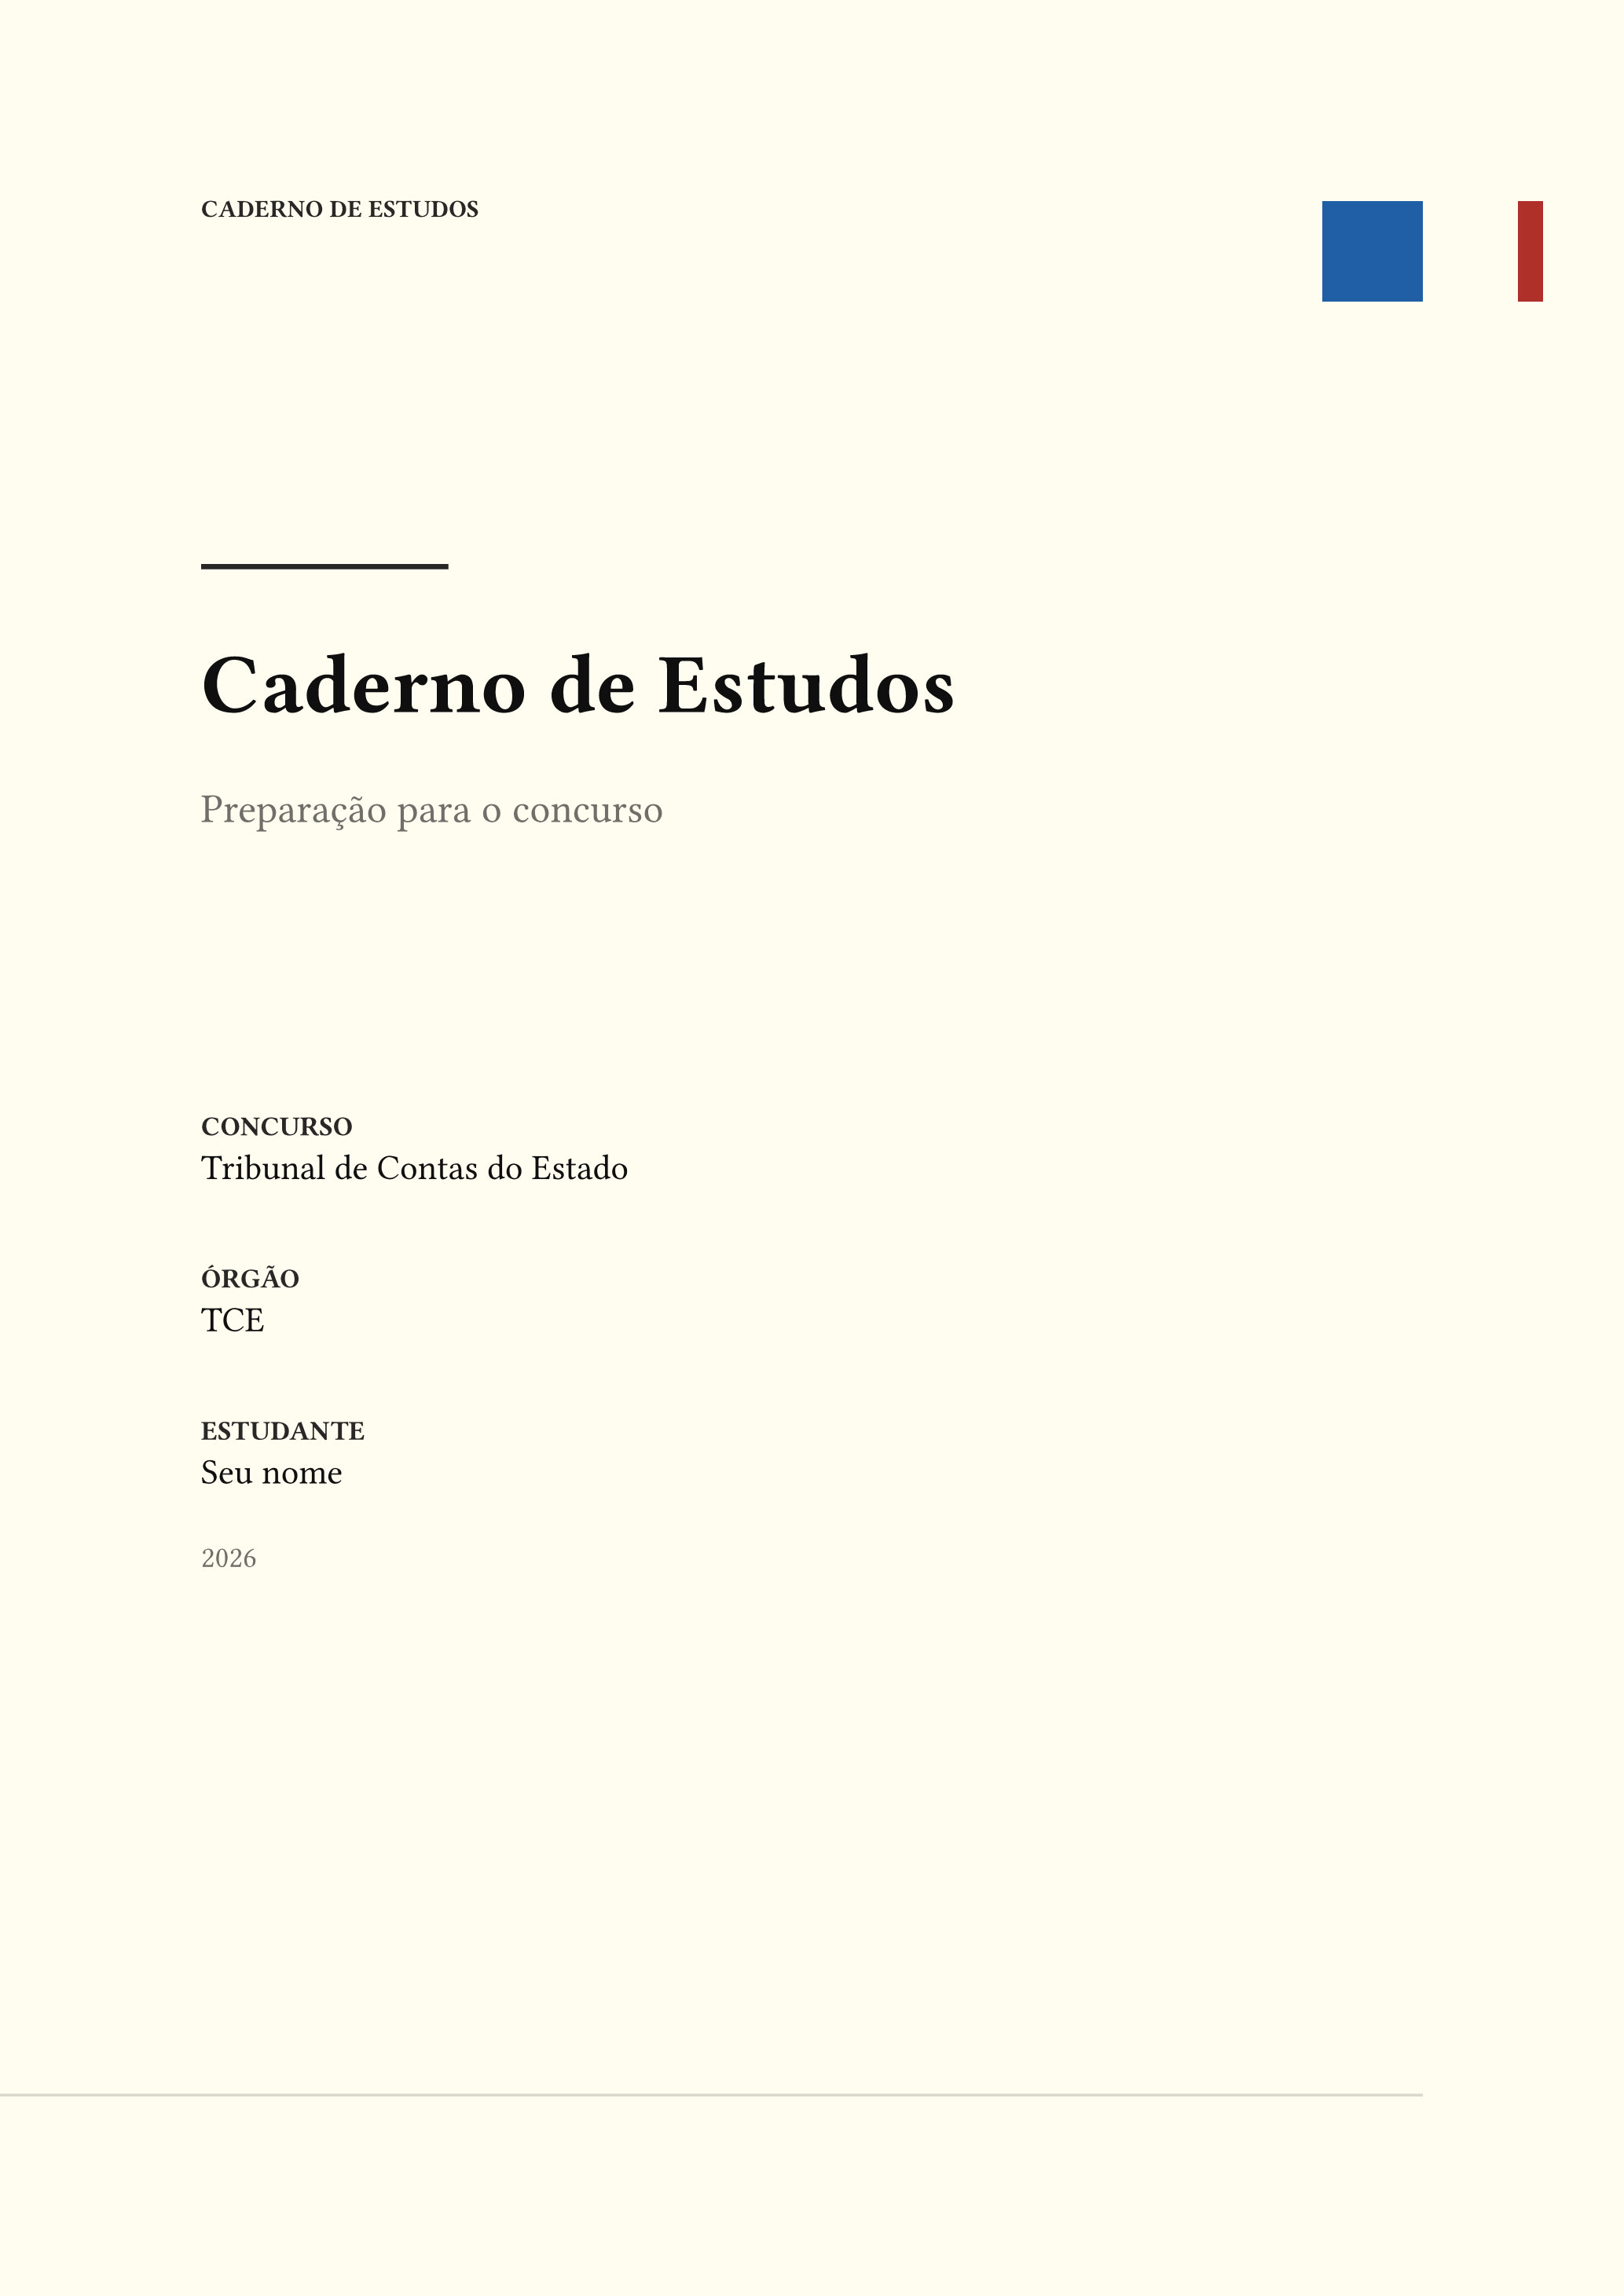 CADERNO DE ESTUDOS
Caderno de Estudos
Preparação para o concurso
CONCURSO
Tribunal de Contas do Estado
ÓRGÃO
TCE
ESTUDANTE
Seu nome
2026